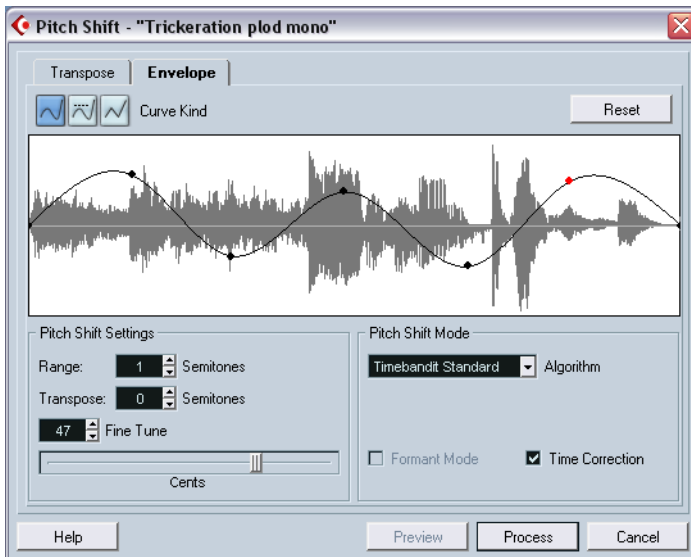 Pitch Shift - "Trickeration plod mono"
Transpose Envelope
Curve Kind Reset
Pitch Shift Settings
Range: 1 Semitones
Transpose: 0 Semitones
47 Fine Tune
Cents
Pitch Shift Mode
Timebandit Standard Algorithm
Formant Mode Time Correction
Help Preview Process Cancel